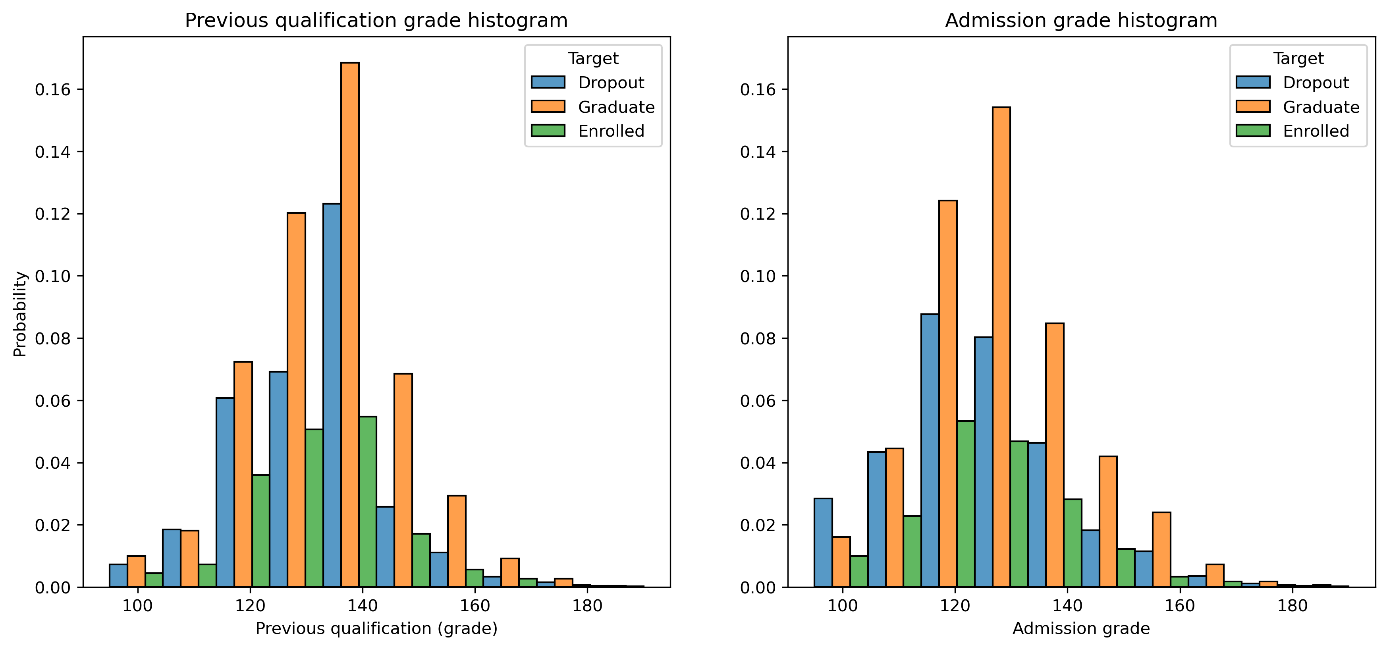 Previous qualification grade histogram
Target
Dropout
Graduate
Enrolled
0.16
0.14
0.12
0.10
0.08
0.06
0.04
0.02
0.00
Probability
100
120
140
160
180
Previous qualification (grade)
Admission grade histogram
Target
Dropout
Graduate
Enrolled
0.16
0.14
0.12
0.10
0.08
0.06
0.04
0.02
0.00
100
120
140
160
180
Admission grade